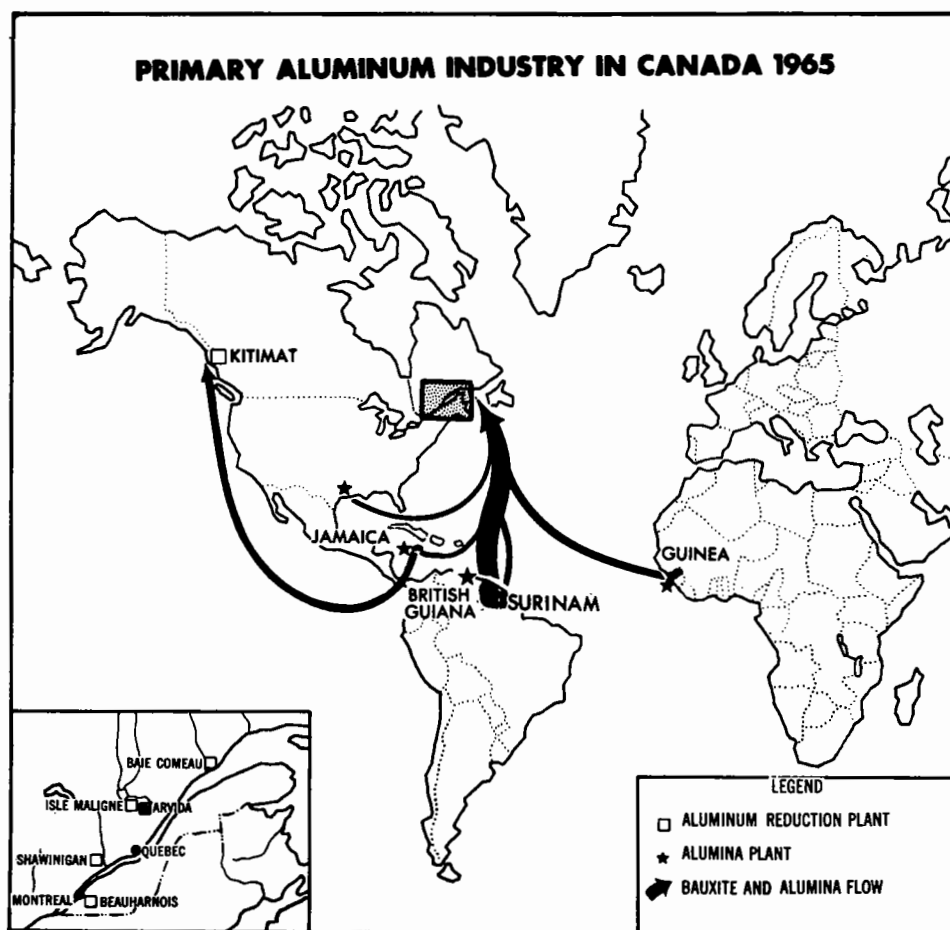 PRIMARY ALUMINUM INDUSTRY IN CANADA 1965
KITIMAT
JAMAICA
GUINEA
BRITISH
GUIANA
SURINAM
BAIE COMEAU
ISLE MALIGNE
ARVIDA
QUEBEC
SHAWINIGAN
MONTREAL
BEAUHARNOIS
LEGEND
ALUMINUM REDUCTION PLANT
ALUMINA PLANT
BAUXITE AND ALUMINA FLOW